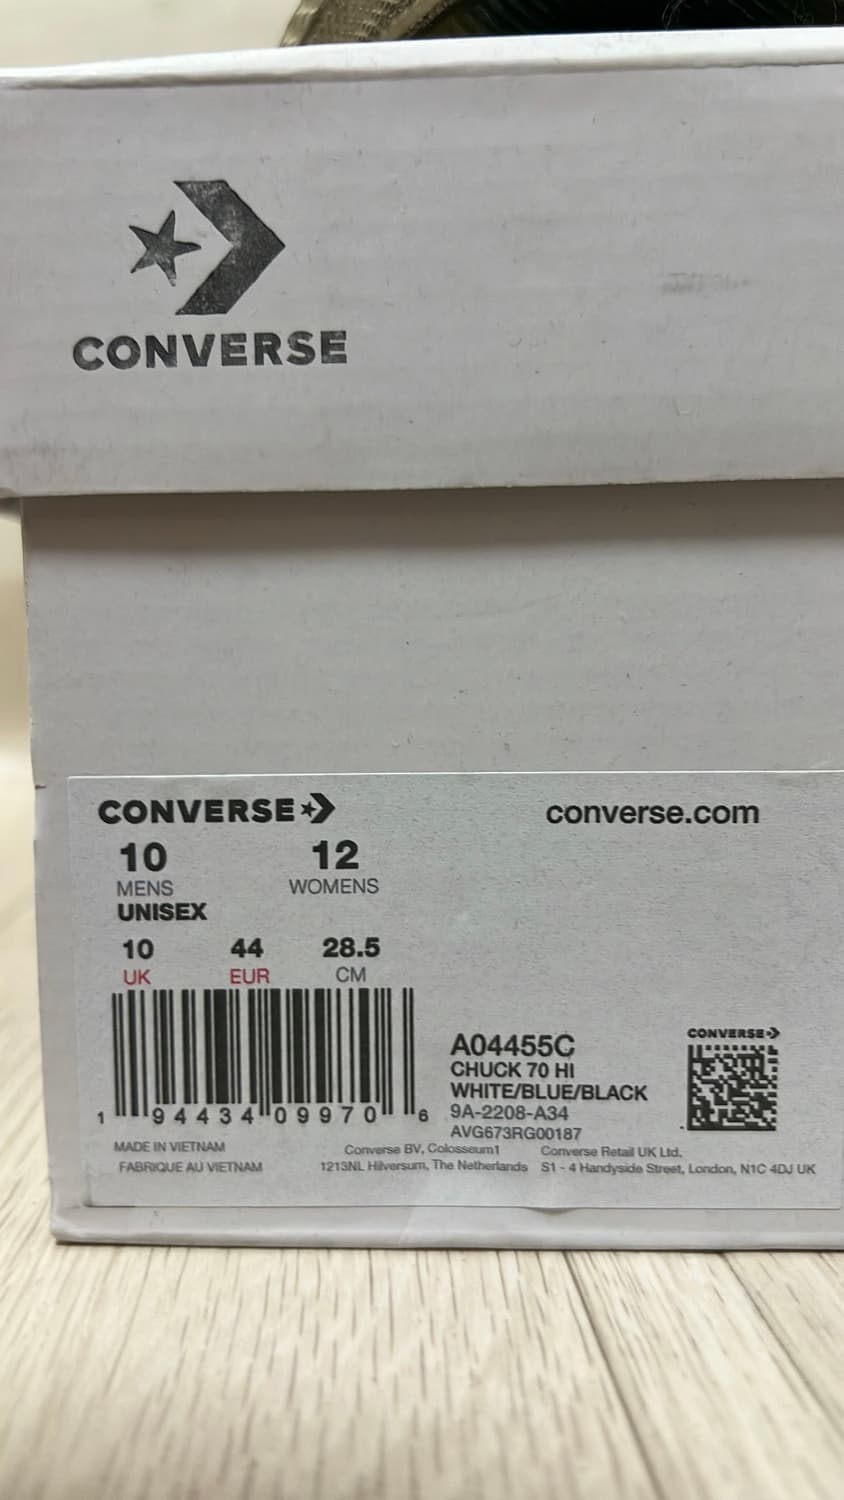 CONVERSE
CONVERSE converse.com
10 12
MENS WOMENS
UNISEX
10 44 28.5
UK EUR CM
1 94434 09970 6
CONVERSE
A04455C
CHUCK 70 HI
WHITE/BLUE/BLACK
9A-2208-A34
AVG673RG00187
MADE IN VIETNAM
FABRIQUE AU VIETNAM
Converse BV, Colosseum1
1213NL Hilversum, The Netherlands
Converse Retail UK Ltd.
S1 - 4 Handyside Street, London, N1C 4DJ UK